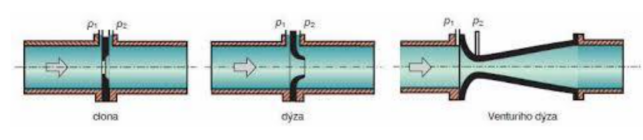 p1 p2
p1 p2
p1 p2
clona
dýza
Venturiho dýza